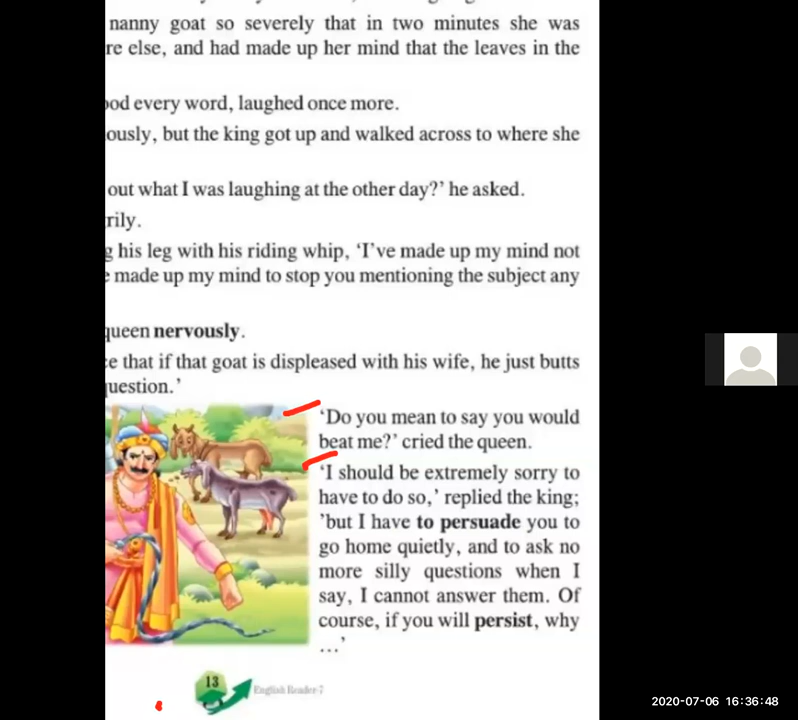 nanny goat so severely that in two minutes she was
re else, and had made up her mind that the leaves in the
ood every word, laughed once more.
ously, but the king got up and walked across to where she
out what I was laughing at the other day?’ he asked.
rily.
g his leg with his riding whip, ‘I’ve made up my mind not
e made up my mind to stop you mentioning the subject any
queen nervously.
e that if that goat is displeased with his wife, he just butts
uestion.’
‘Do you mean to say you would
beat me?’ cried the queen.
‘I should be extremely sorry to
have to do so,’ replied the king;
’but I have to persuade you to
go home quietly, and to ask no
more silly questions when I
say, I cannot answer them. Of
course, if you will persist, why
...’
13
English Reader-7
2020-07-06 16:36:48